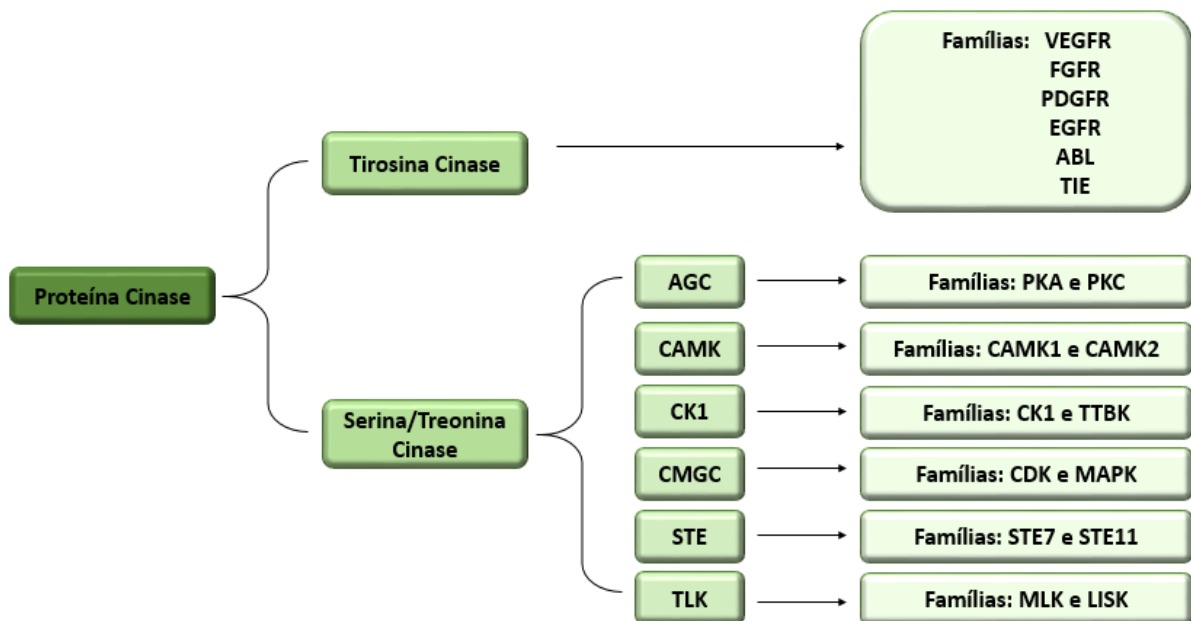 Proteína Cinase
Tirosina Cinase
Famílias: VEGFR
FGFR
PDGFR
EGFR
ABL
TIE
Serina/Treonina
Cinase
AGC
Famílias: PKA e PKC
CAMK
Famílias: CAMK1 e CAMK2
CK1
Famílias: CK1 e TTBK
CMGC
Famílias: CDK e MAPK
STE
Famílias: STE7 e STE11
TLK
Famílias: MLK e LISK